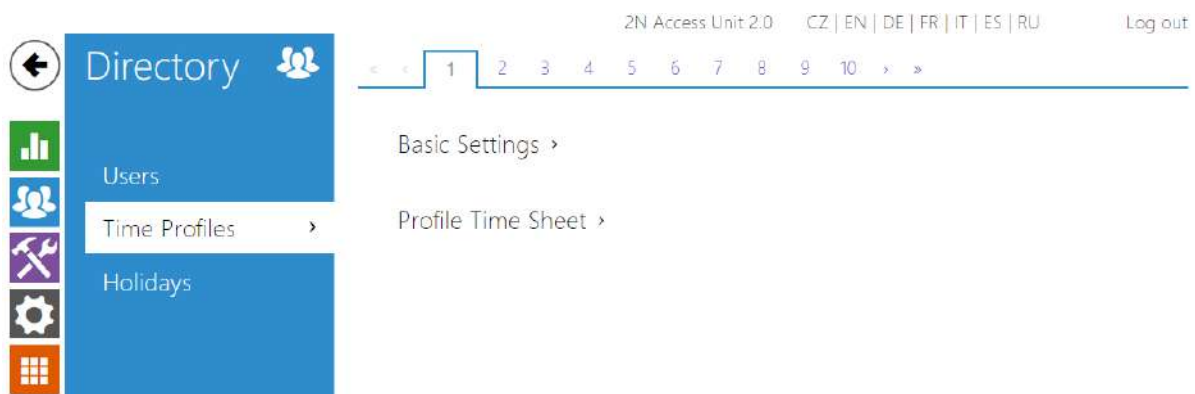 2N Access Unit 2.0 CZ | EN | DE | FR | IT | ES | RU Log out
Directory
« ‹ 1 2 3 4 5 6 7 8 9 10 › »
Basic Settings ›
Users
Time Profiles ›
Profile Time Sheet ›
Holidays